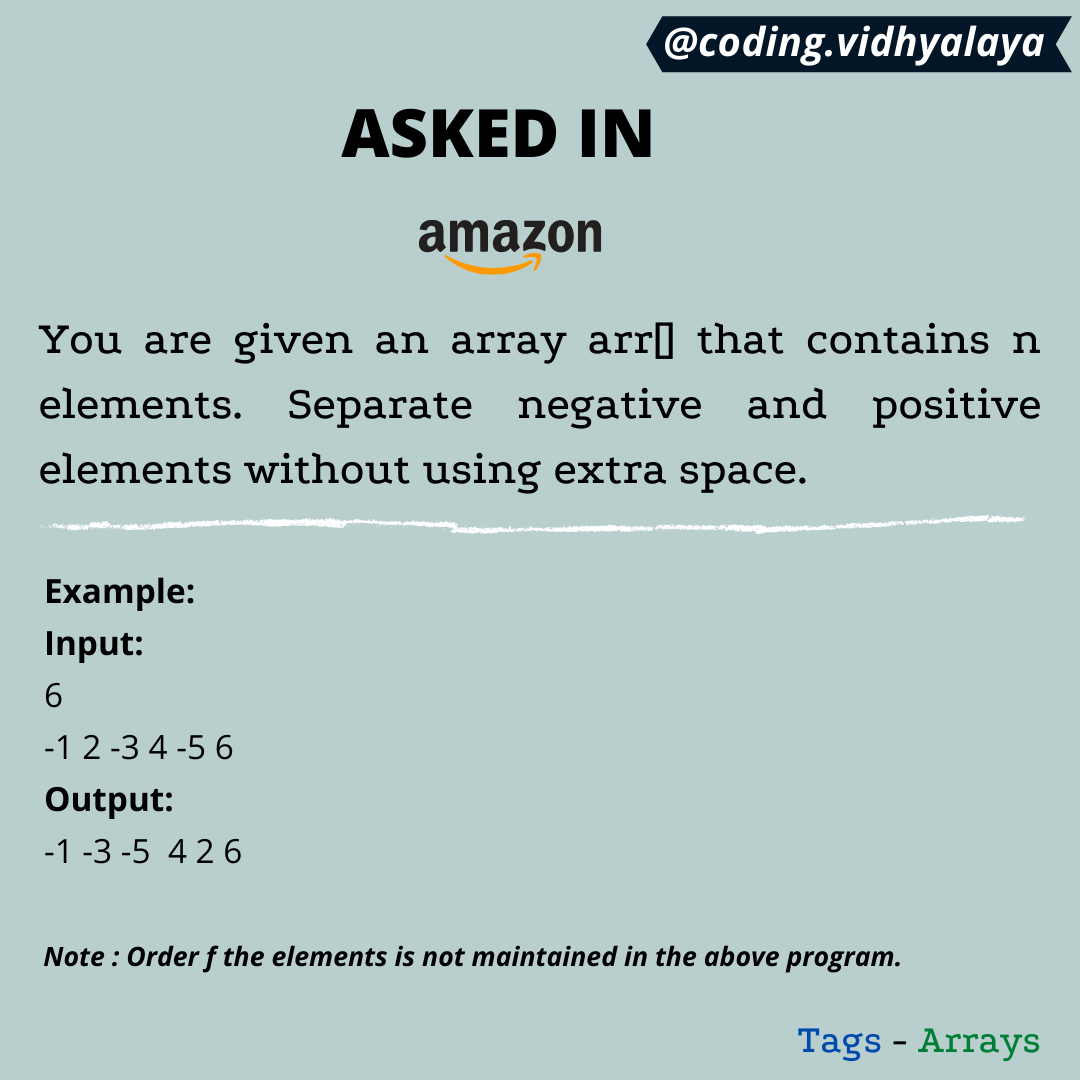 @coding.vidhyalaya
ASKED IN
amazon
You are given an array arr[] that contains n
elements. Separate negative and positive
elements without using extra space.
Example:
Input:
6
-1 2 -3 4 -5 6
Output:
-1 -3 -5  4 2 6
Note : Order f the elements is not maintained in the above program.
Tags - Arrays